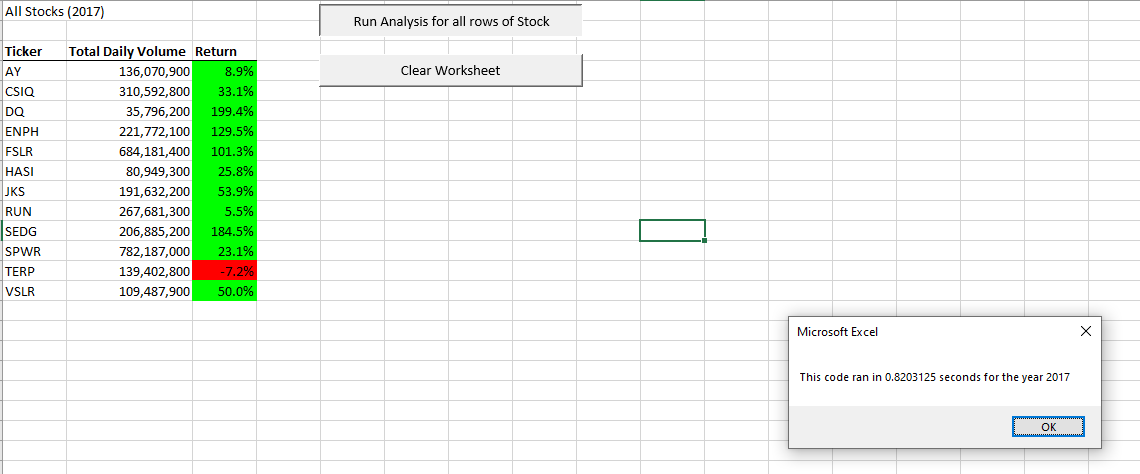 All Stocks (2017)
Run Analysis for all rows of Stock
Clear Worksheet
Ticker Total Daily Volume Return
AY 136,070,900 8.9%
CSIQ 310,592,800 33.1%
DQ 35,796,200 199.4%
ENPH 221,772,100 129.5%
FSLR 684,181,400 101.3%
HASI 80,949,300 25.8%
JKS 191,632,200 53.9%
RUN 267,681,300 5.5%
SEDG 206,885,200 184.5%
SPWR 782,187,000 23.1%
TERP 139,402,800 -7.2%
VSLR 109,487,900 50.0%
Microsoft Excel
This code ran in 0.8203125 seconds for the year 2017
OK